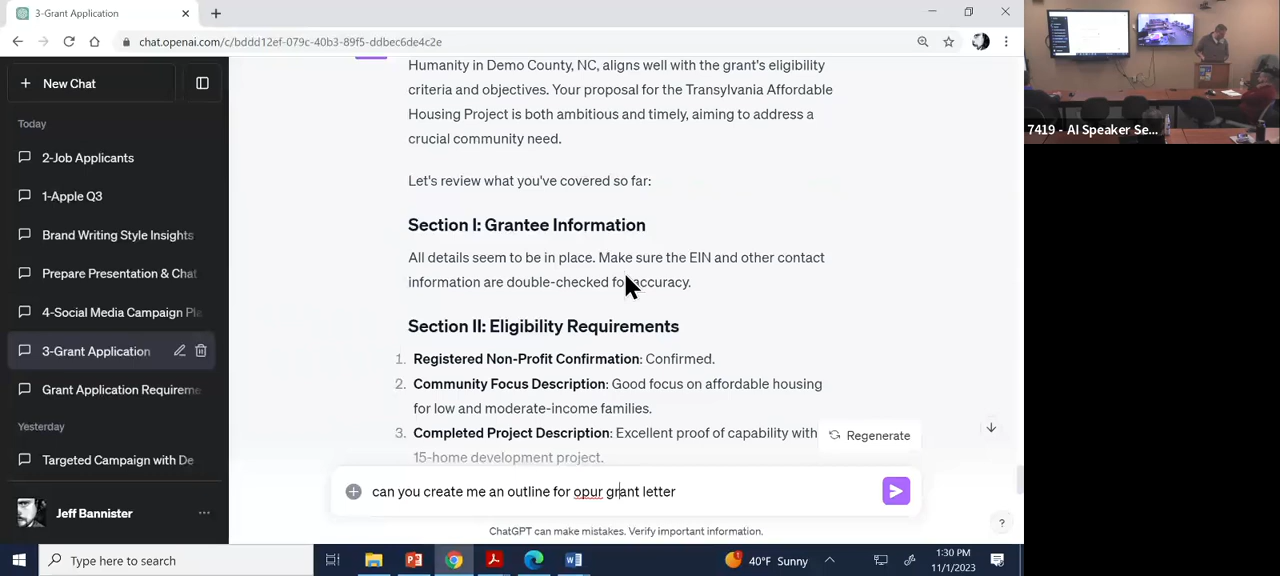 3-Grant Application
chat.openai.com/c/bddd12ef-079c-40b3-89f5-ddbec6de4c2e
New Chat
Today
2-Job Applicants
1-Apple Q3
Brand Writing Style Insights
Prepare Presentation & Chat
4-Social Media Campaign Pla
3-Grant Application
Grant Application Requireme
Yesterday
Targeted Campaign with De
Jeff Bannister
Humanity in Demo County, NC, aligns well with the grant's eligibility
criteria and objectives. Your proposal for the Transylvania Affordable
Housing Project is both ambitious and timely, aiming to address a
crucial community need.
Let's review what you've covered so far:
Section I: Grantee Information
All details seem to be in place. Make sure the EIN and other contact
information are double-checked for accuracy.
Section II: Eligibility Requirements
1. Registered Non-Profit Confirmation: Confirmed.
2. Community Focus Description: Good focus on affordable housing
for low and moderate-income families.
3. Completed Project Description: Excellent proof of capability with
15-home development project.
Regenerate
can you create me an outline for opur grant letter
ChatGPT can make mistakes. Verify important information.
?
Type here to search
40°F Sunny
1:30 PM
11/1/2023
7419 - AI Speaker Se...